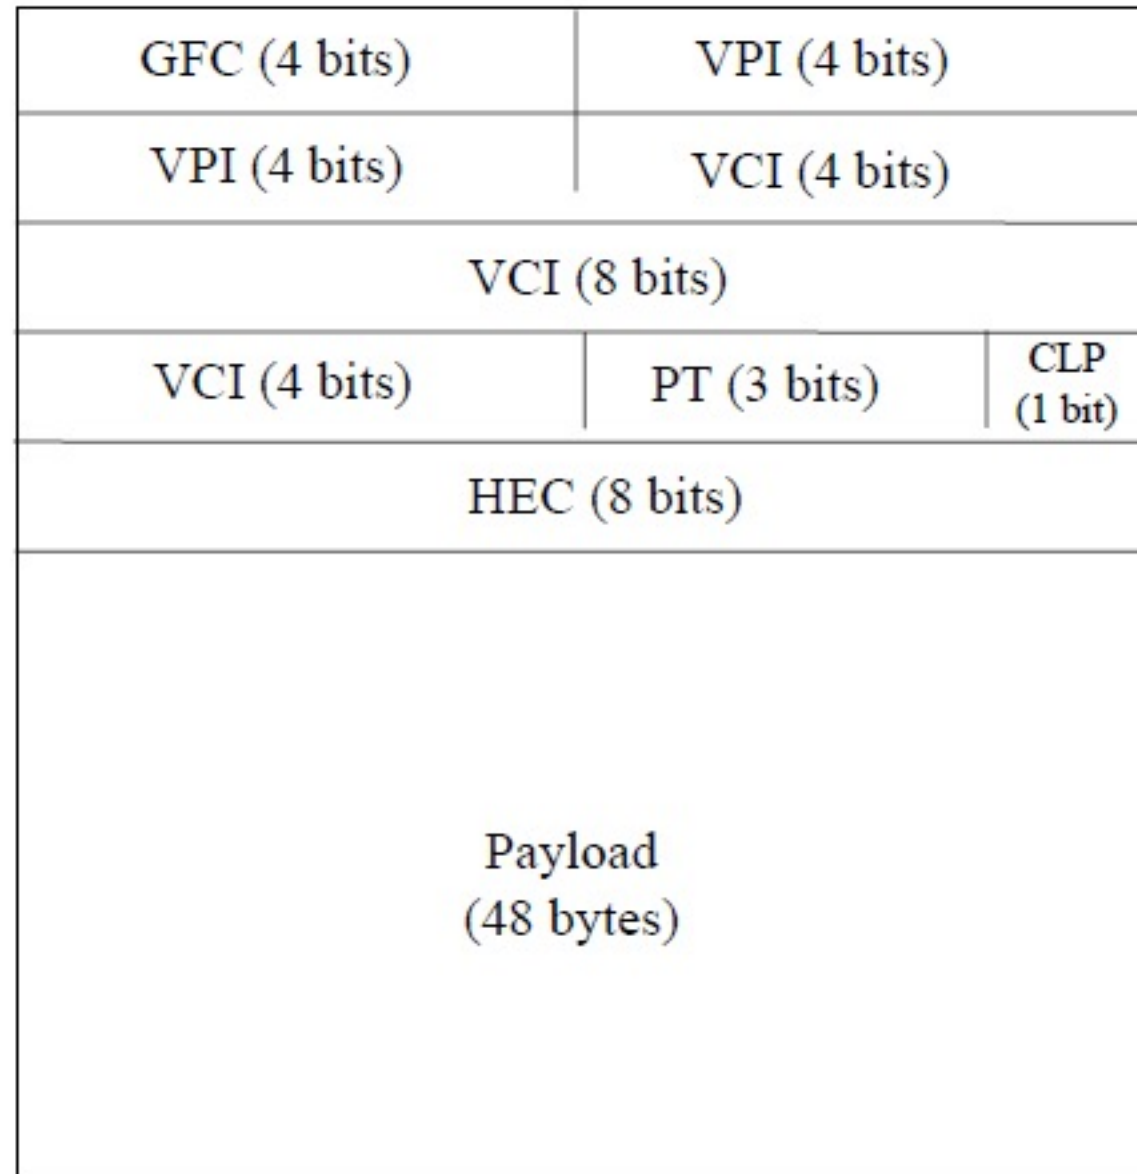 GFC (4 bits) VPI (4 bits)
VPI (4 bits) VCI (4 bits)
VCI (8 bits)
VCI (4 bits) PT (3 bits) CLP
(1 bit)
HEC (8 bits)
Payload
(48 bytes)